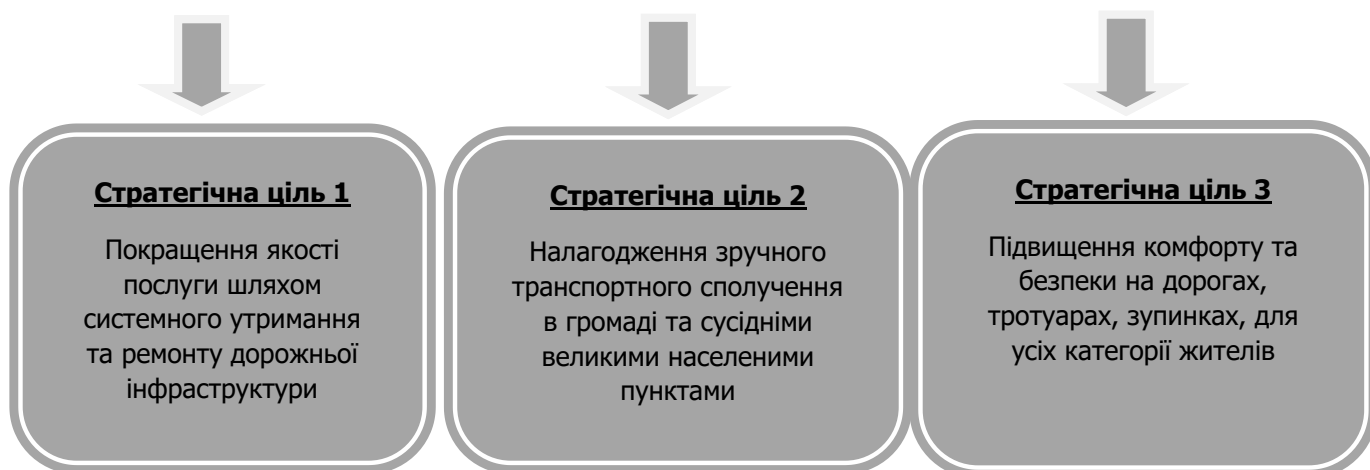 Стратегічна ціль 1
Покращення якості
послуги шляхом
системного утримання
та ремонту дорожньої
інфраструктури
Стратегічна ціль 2
Налагодження зручного
транспортного сполучення
в громаді та сусідніми
великими населеними
пунктами
Стратегічна ціль 3
Підвищення комфорту та
безпеки на дорогах,
тротуарах, зупинках, для
усіх категорії жителів